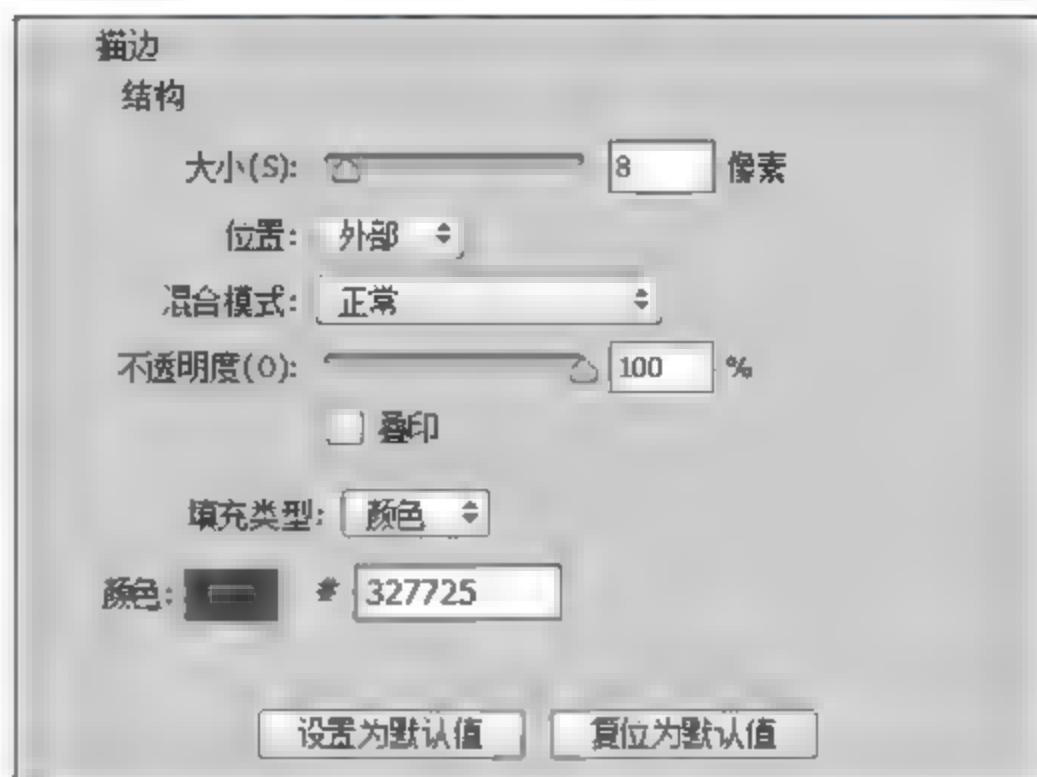 描边
结构
大小(S): 8 像素
位置: 外部
混合模式: 正常
不透明度(O): 100 %
叠印
填充类型: 颜色
颜色: # 327725
设置为默认值 复位为默认值